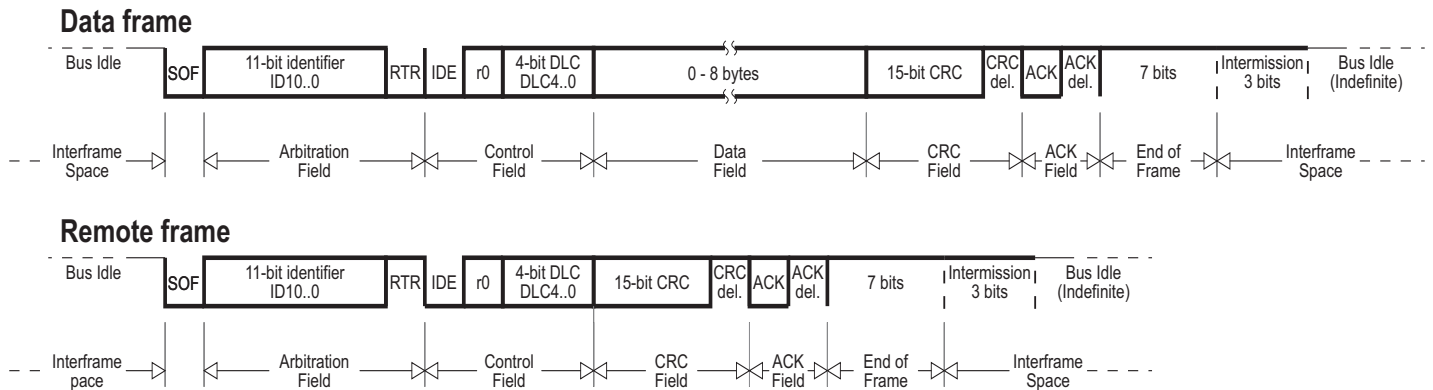 Data frame
Bus Idle
SOF
11-bit identifier
ID10..0
RTR
IDE
r0
4-bit DLC
DLC4..0
0 - 8 bytes
15-bit CRC
CRC
del.
ACK
ACK
del.
7 bits
Intermission
3 bits
Bus Idle
(Indefinite)
Interframe
Space
Arbitration
Field
Control
Field
Data
Field
CRC
Field
ACK
Field
End of
Frame
Interframe
Space
Remote frame
Bus Idle
SOF
11-bit identifier
ID10..0
RTR
IDE
r0
4-bit DLC
DLC4..0
15-bit CRC
CRC
del.
ACK
ACK
del.
7 bits
Intermission
3 bits
Bus Idle
(Indefinite)
Interframe
pace
Arbitration
Field
Control
Field
CRC
Field
ACK
Field
End of
Frame
Interframe
Space